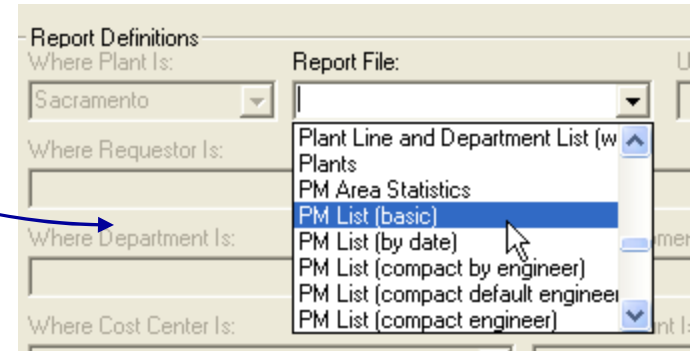 Report Definitions
Where Plant Is:
Report File:
Sacramento
Where Requestor Is:
Where Department Is:
Where Cost Center Is:
Plant Line and Department List (w
Plants
PM Area Statistics
PM List (basic)
PM List (by date)
PM List (compact by engineer)
PM List (compact default engineer
PM List (compact engineer)